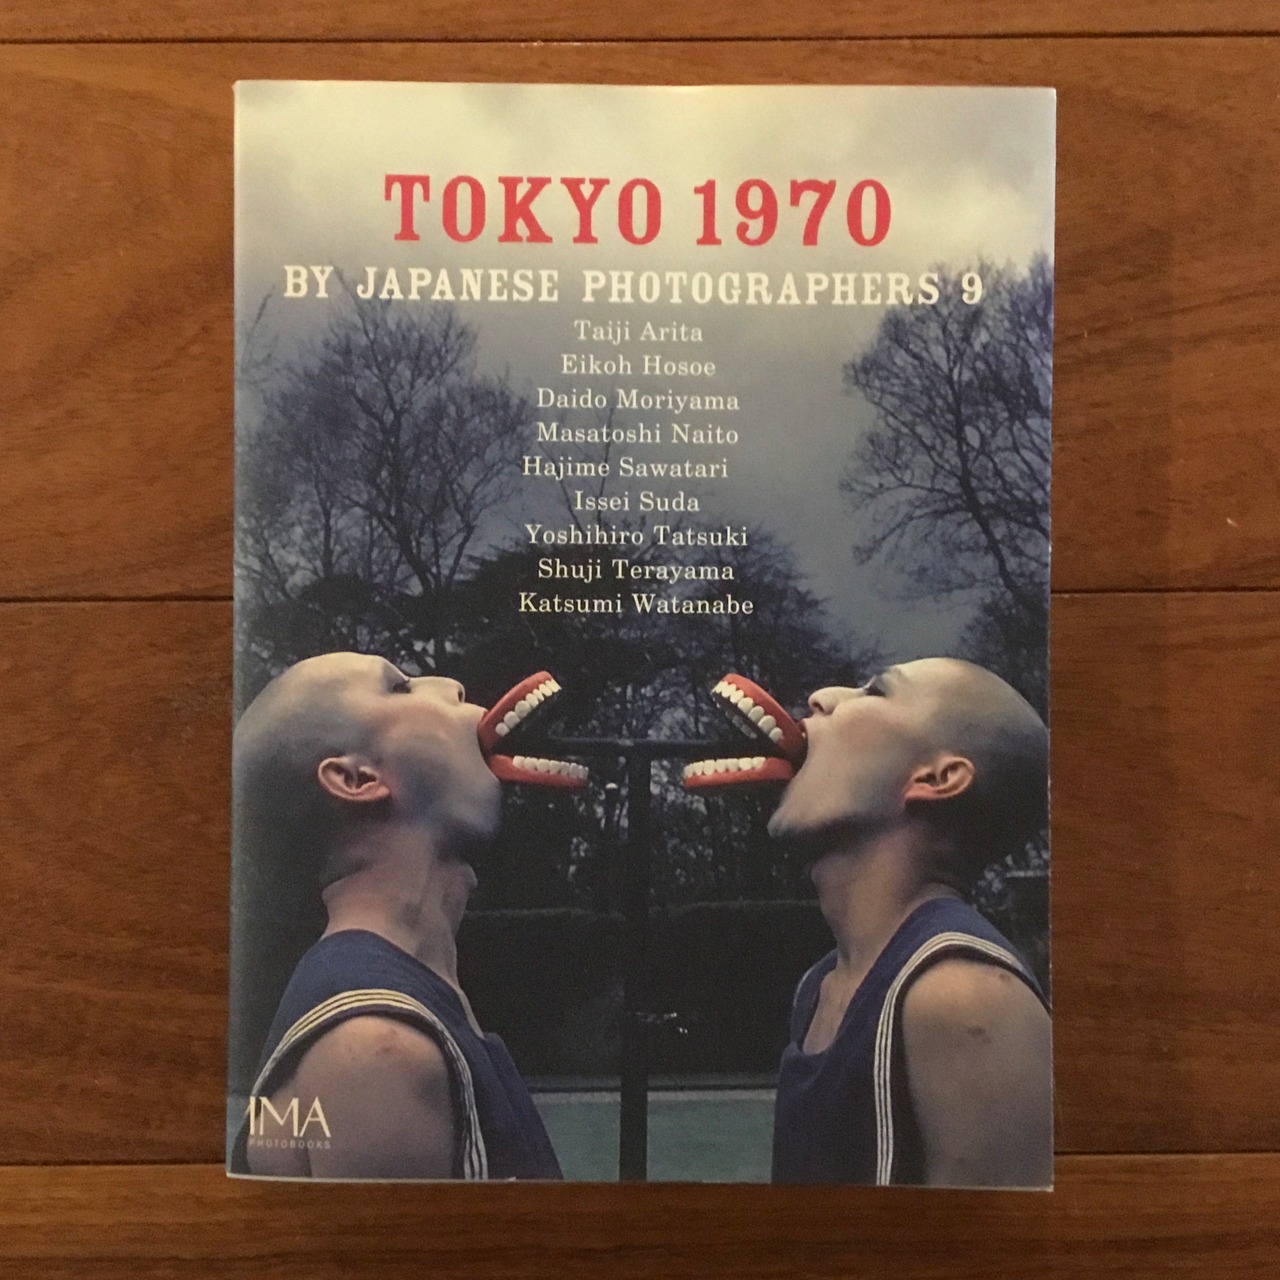 TOKYO 1970
BY JAPANESE PHOTOGRAPHERS 9
Taiji Arita
Eikoh Hosoe
Daido Moriyama
Masatoshi Naito
Hajime Sawatari
Issei Suda
Yoshihiro Tatsuki
Shuji Terayama
Katsumi Watanabe
IMA
PHOTOBOOKS